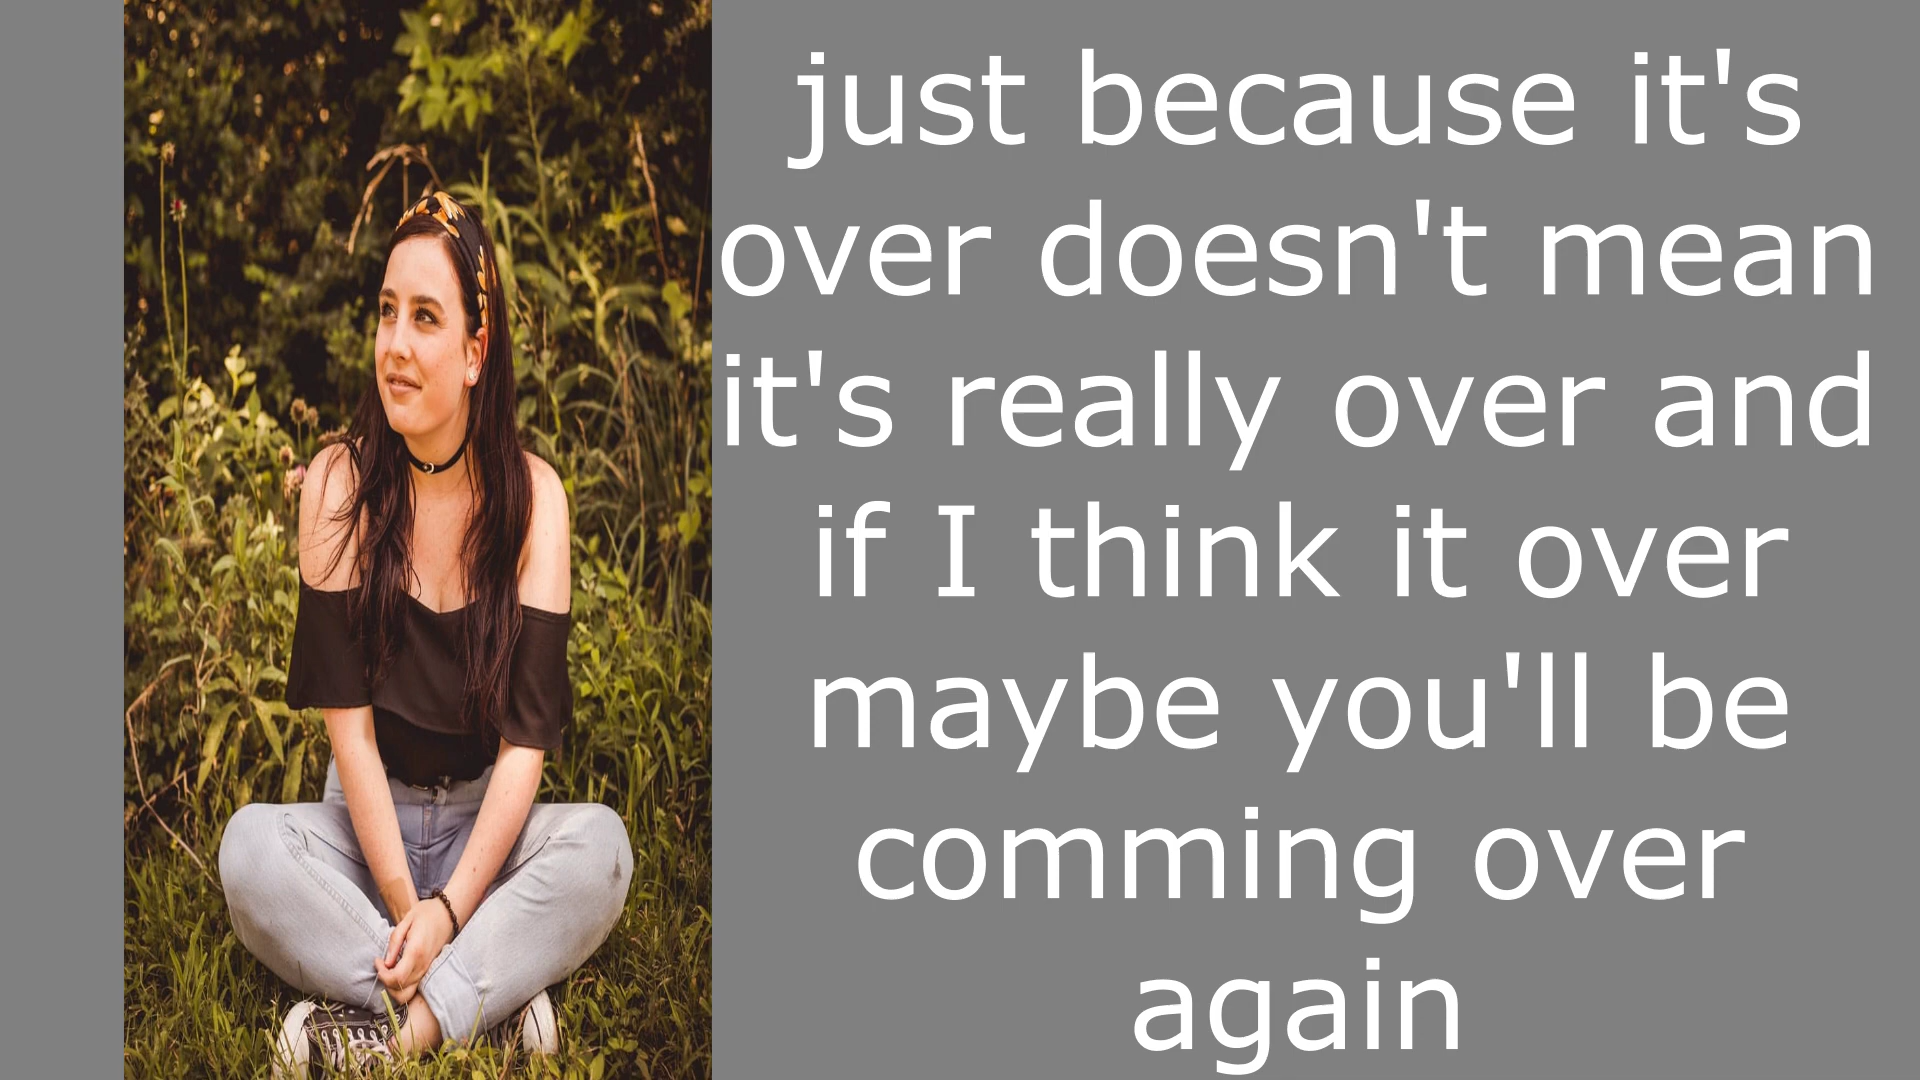 just because it's
over doesn't mean
it's really over and
if I think it over
maybe you'll be
comming over
again